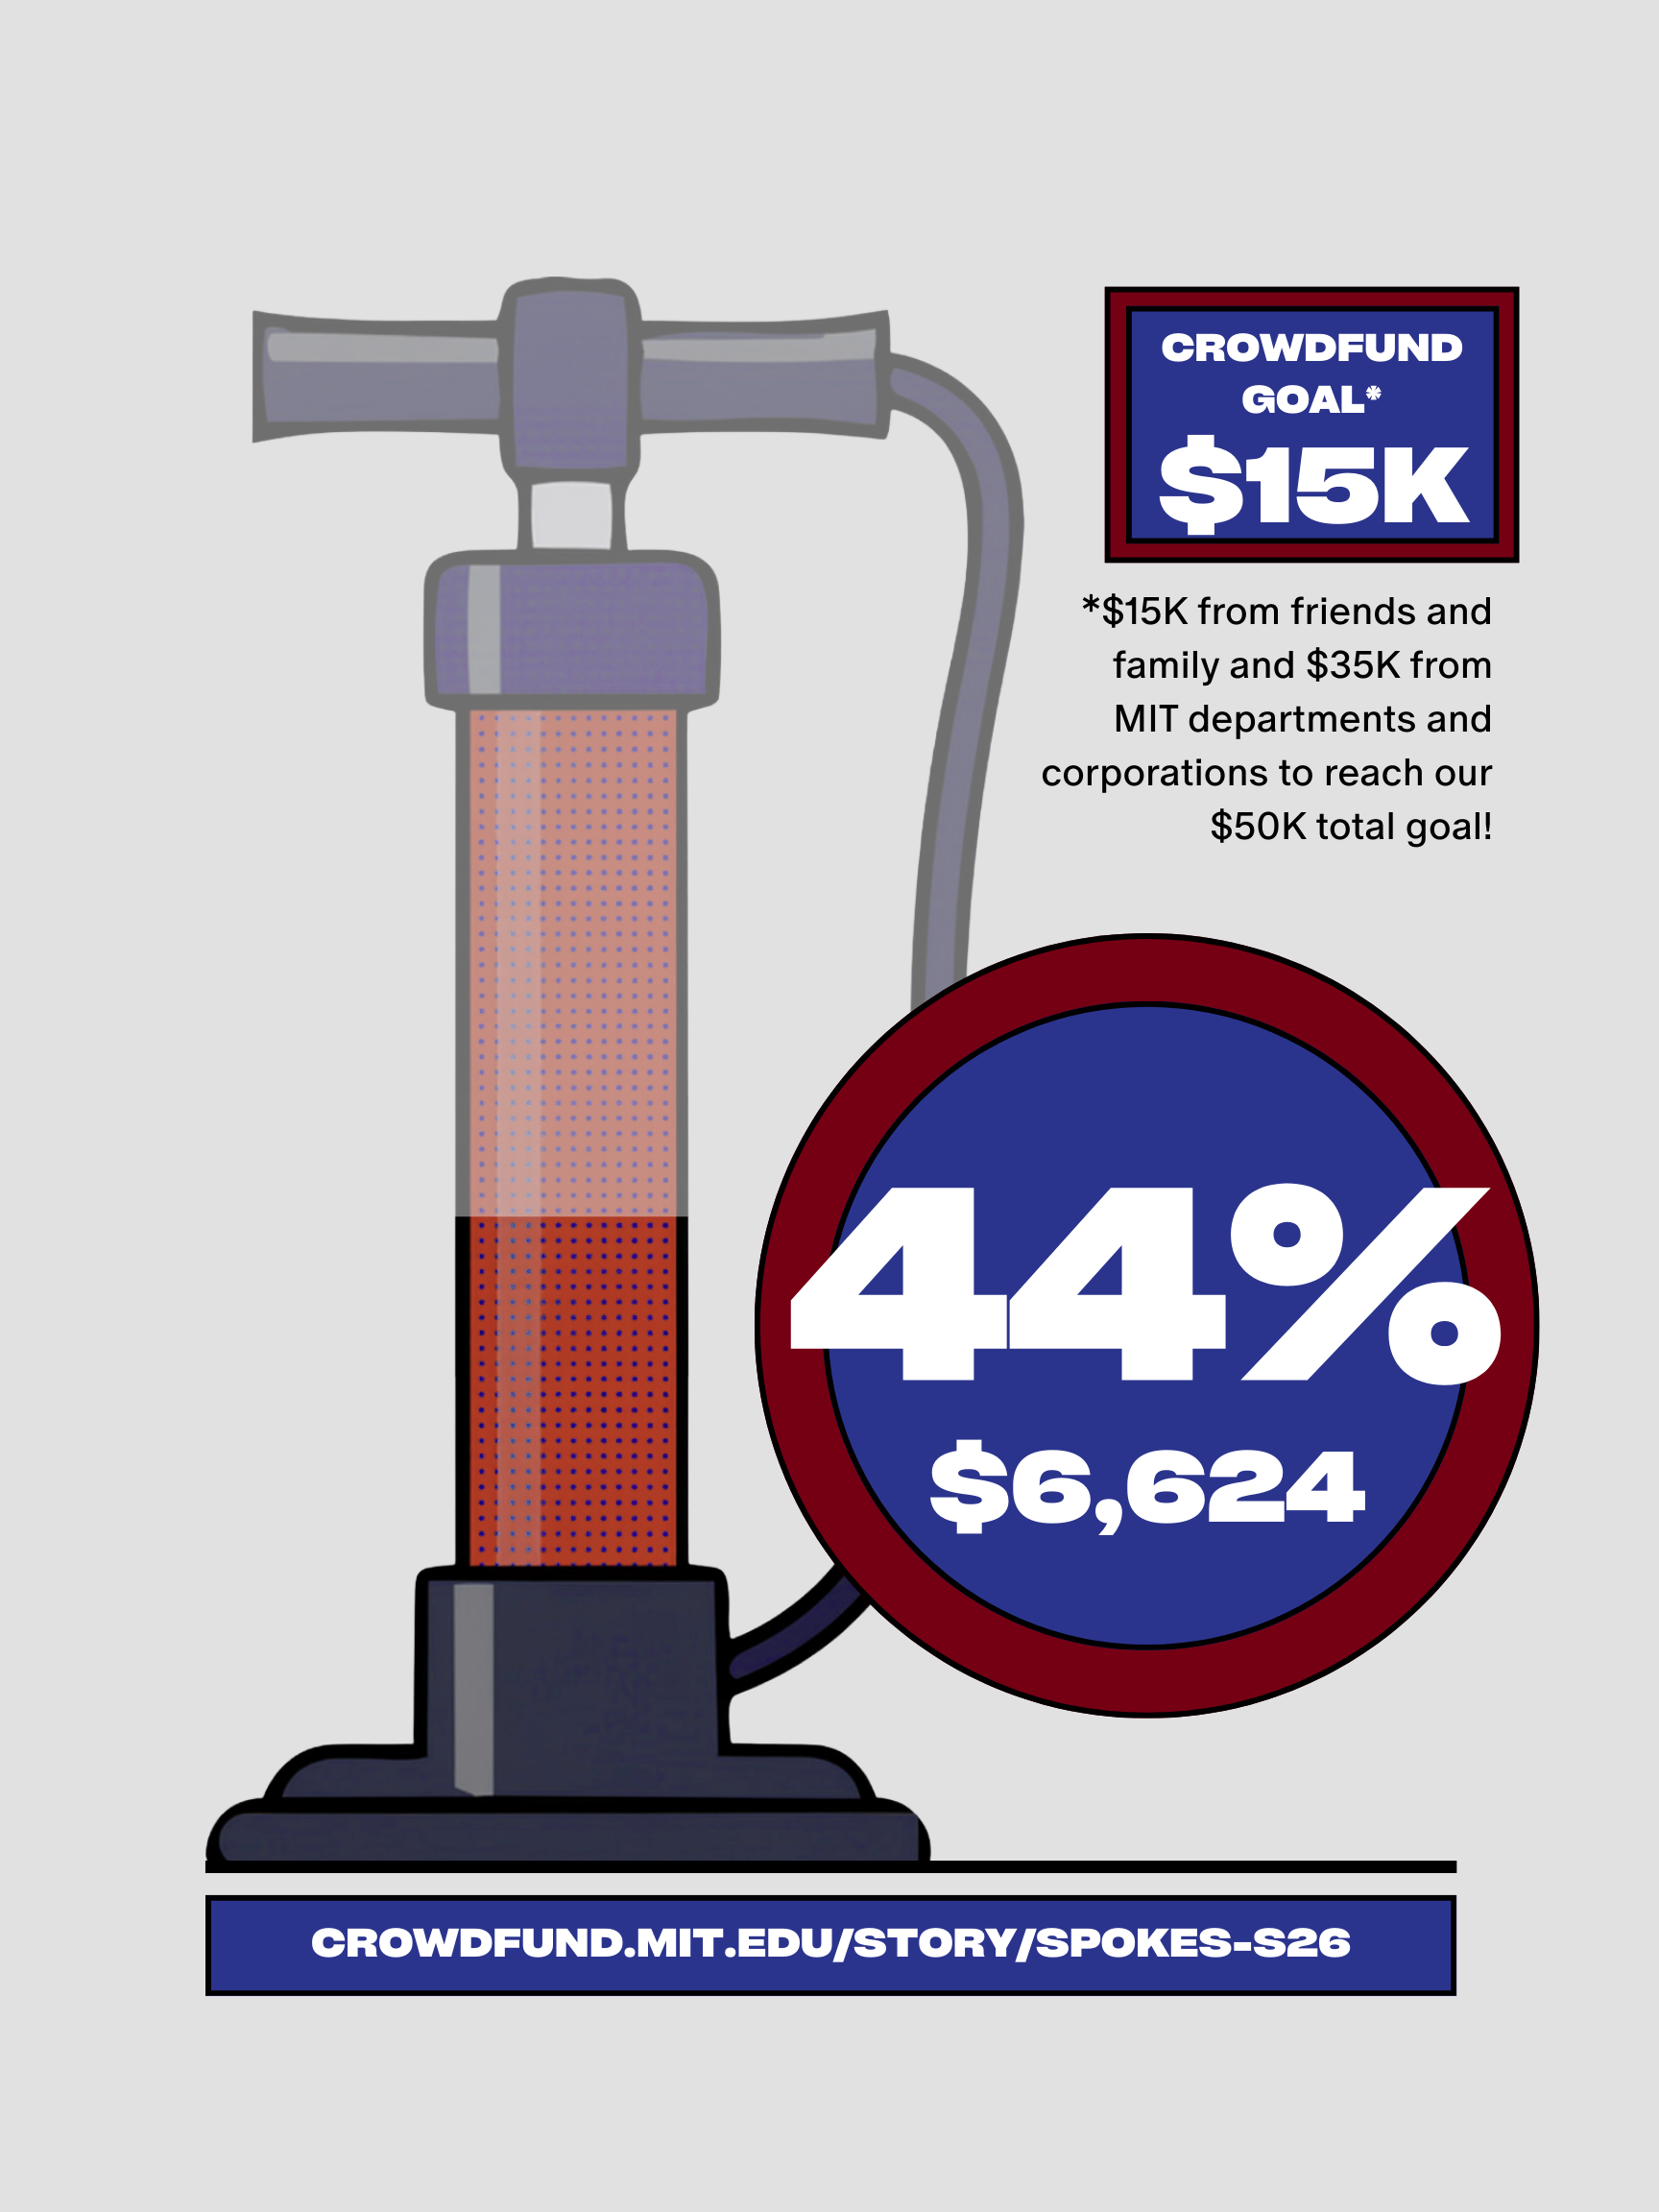 CROWDFUND
GOAL*
$15K
*$15K from friends and
family and $35K from
MIT departments and
corporations to reach our
$50K total goal!
44%
$6,624
CROWDFUND.MIT.EDU/STORY/SPOKES-S26